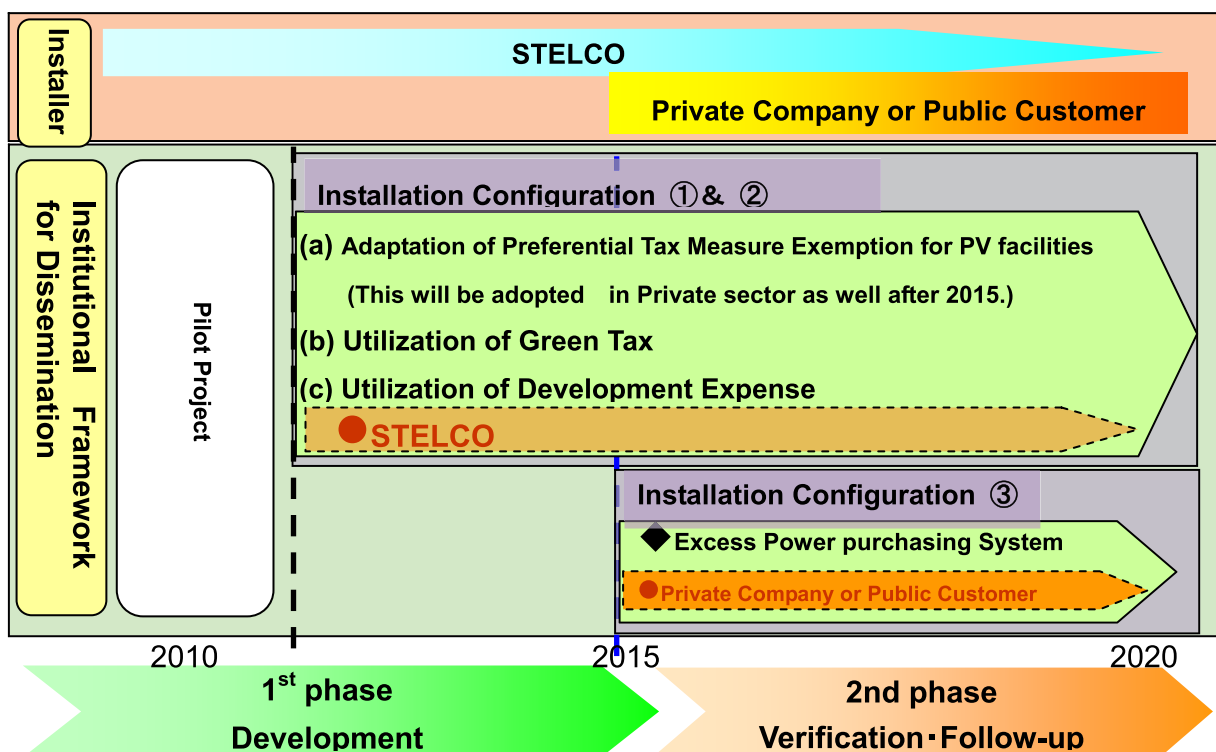 Installer
STELCO
Private Company or Public Customer
Institutional Framework
for Dissemination
Pilot Project
Installation Configuration ①& ②
(a) Adaptation of Preferential Tax Measure Exemption for PV facilities
(This will be adopted in Private sector as well after 2015.)
(b) Utilization of Green Tax
(c) Utilization of Development Expense
●STELCO
Installation Configuration ③
◆Excess Power purchasing System
●Private Company or Public Customer
2010 2015 2020
1st phase
Development
2nd phase
Verification・Follow-up